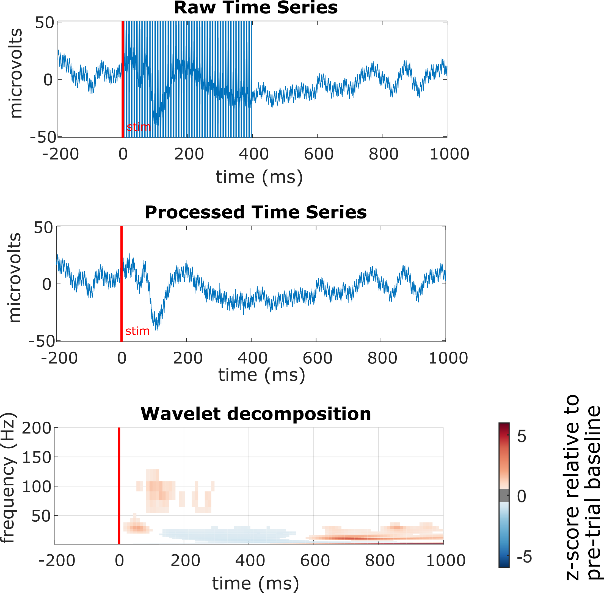 Raw Time Series
microvolts
50
0
-50
stim
-200 0 200 400 600 800 1000
time (ms)
Processed Time Series
microvolts
50
0
-50
stim
-200 0 200 400 600 800 1000
time (ms)
Wavelet decomposition
frequency (Hz)
200
150
100
50
-200 0 200 400 600 800 1000
time (ms)
5
0
-5
z-score relative to
pre-trial baseline